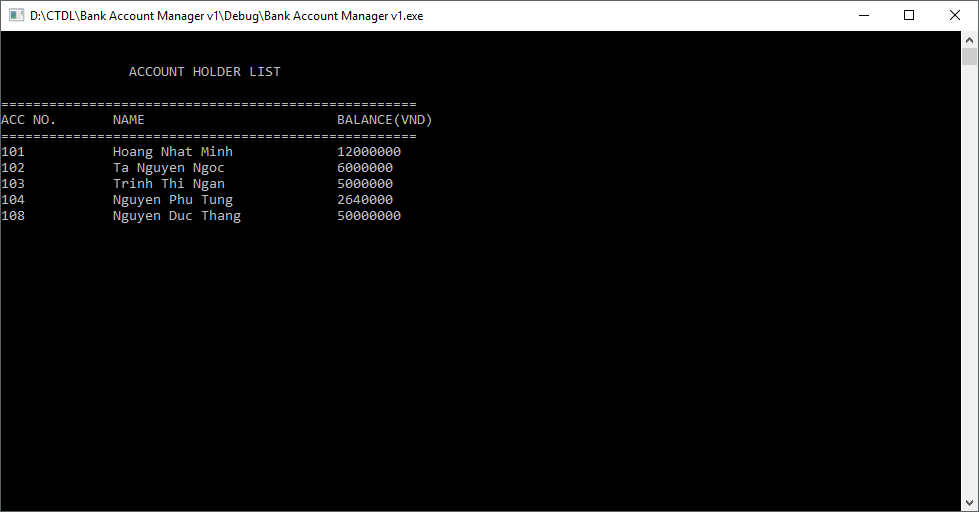 D:\CTDL\Bank Account Manager v1\Debug\Bank Account Manager v1.exe
ACCOUNT HOLDER LIST
====================================================
ACC NO. NAME BALANCE(VND)
====================================================
101 Hoang Nhat Minh 12000000
102 Ta Nguyen Ngoc 6000000
103 Trinh Thi Ngan 5000000
104 Nguyen Phu Tung 2640000
108 Nguyen Duc Thang 50000000